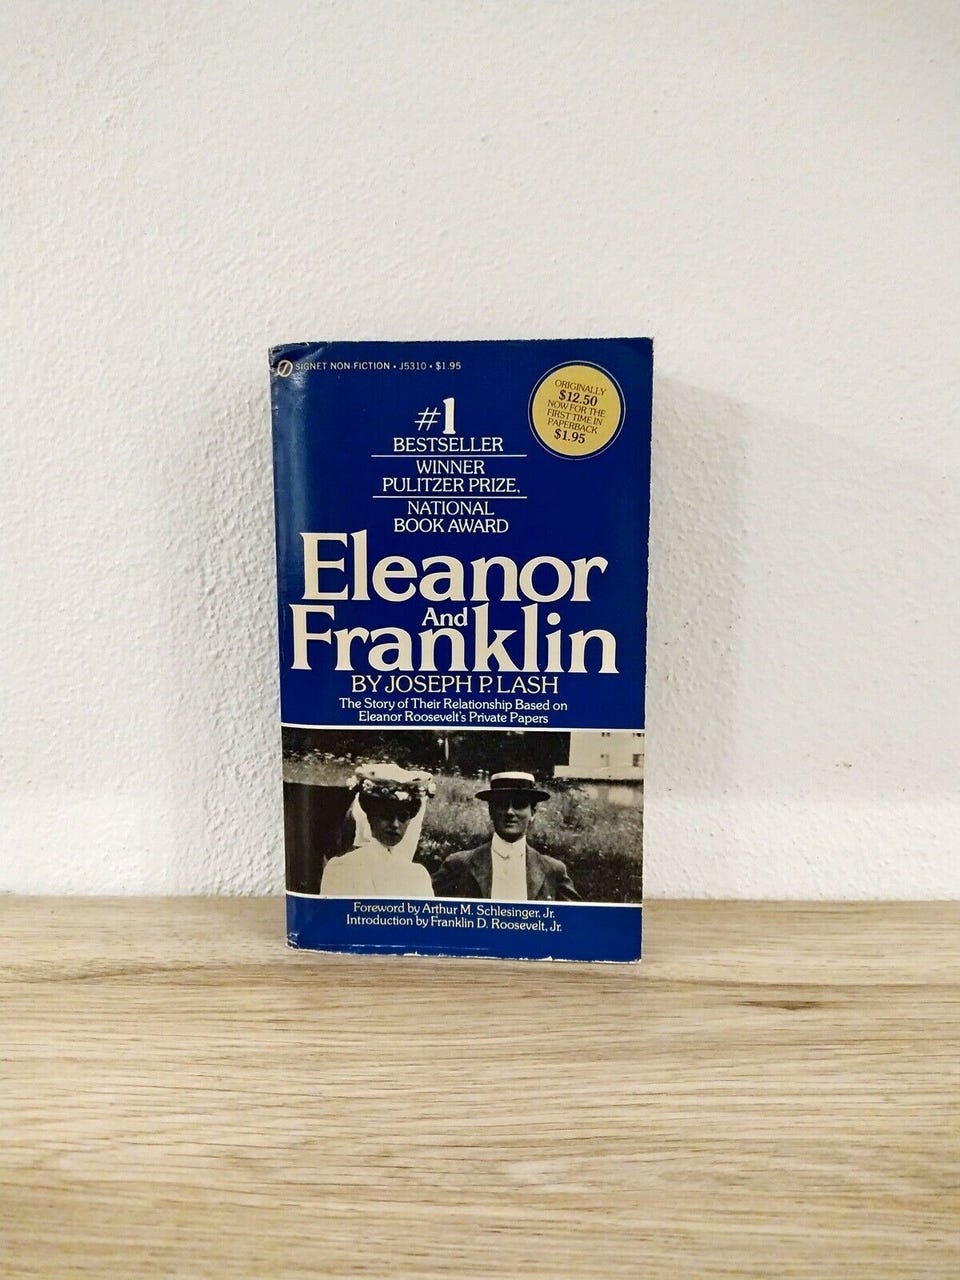 SIGNET NON-FICTION • J5310 • $1.95
ORIGINALLY
$12.50
NOW FOR THE
FIRST TIME IN
PAPERBACK
$1.95
#1
BESTSELLER
WINNER
PULITZER PRIZE,
NATIONAL
BOOK AWARD
Eleanor
And
Franklin
BY JOSEPH P. LASH
The Story of Their Relationship Based on
Eleanor Roosevelt's Private Papers
Foreword by Arthur M. Schlesinger, Jr.
Introduction by Franklin D. Roosevelt, Jr.